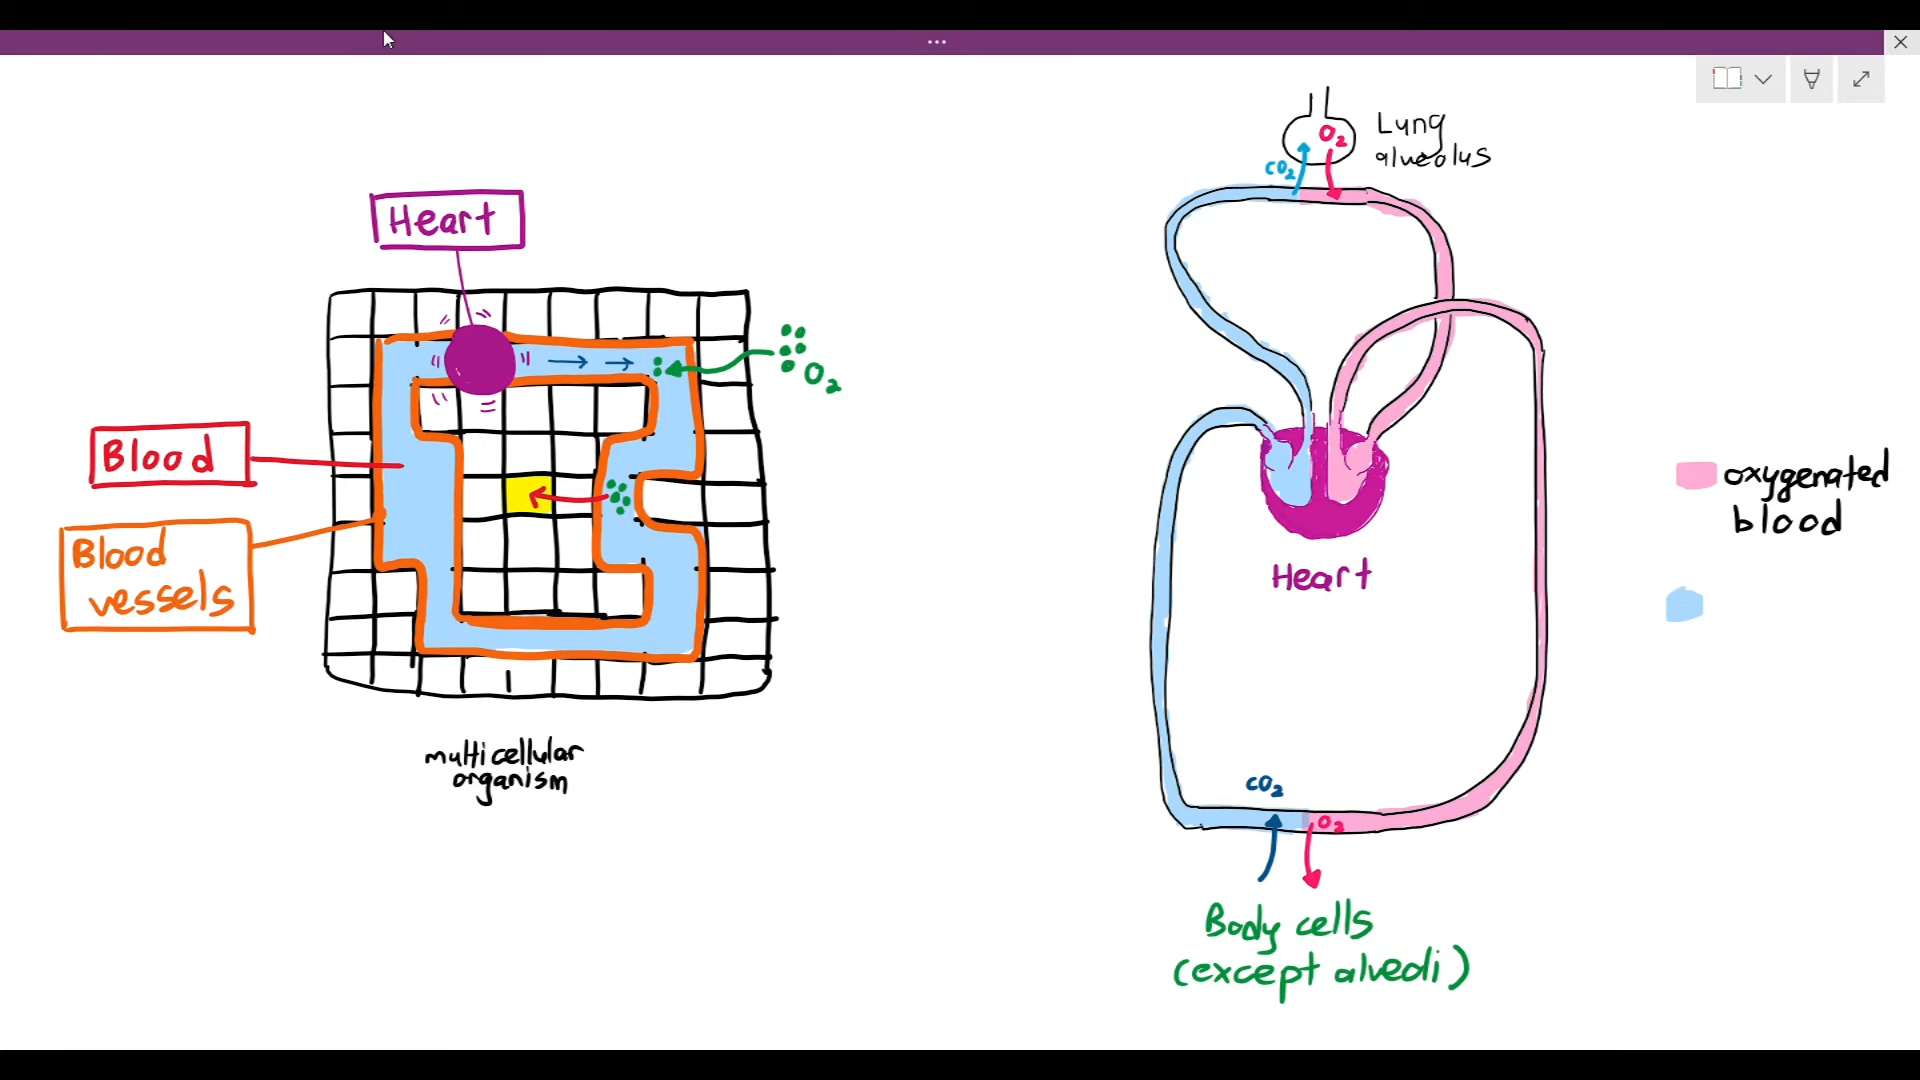 Heart
Blood
Blood
vessels
O2
multicellular
organism
Lung
alveolus
O2
CO2
Heart
CO2
O2
Body cells
(except alveoli)
oxygenated
blood